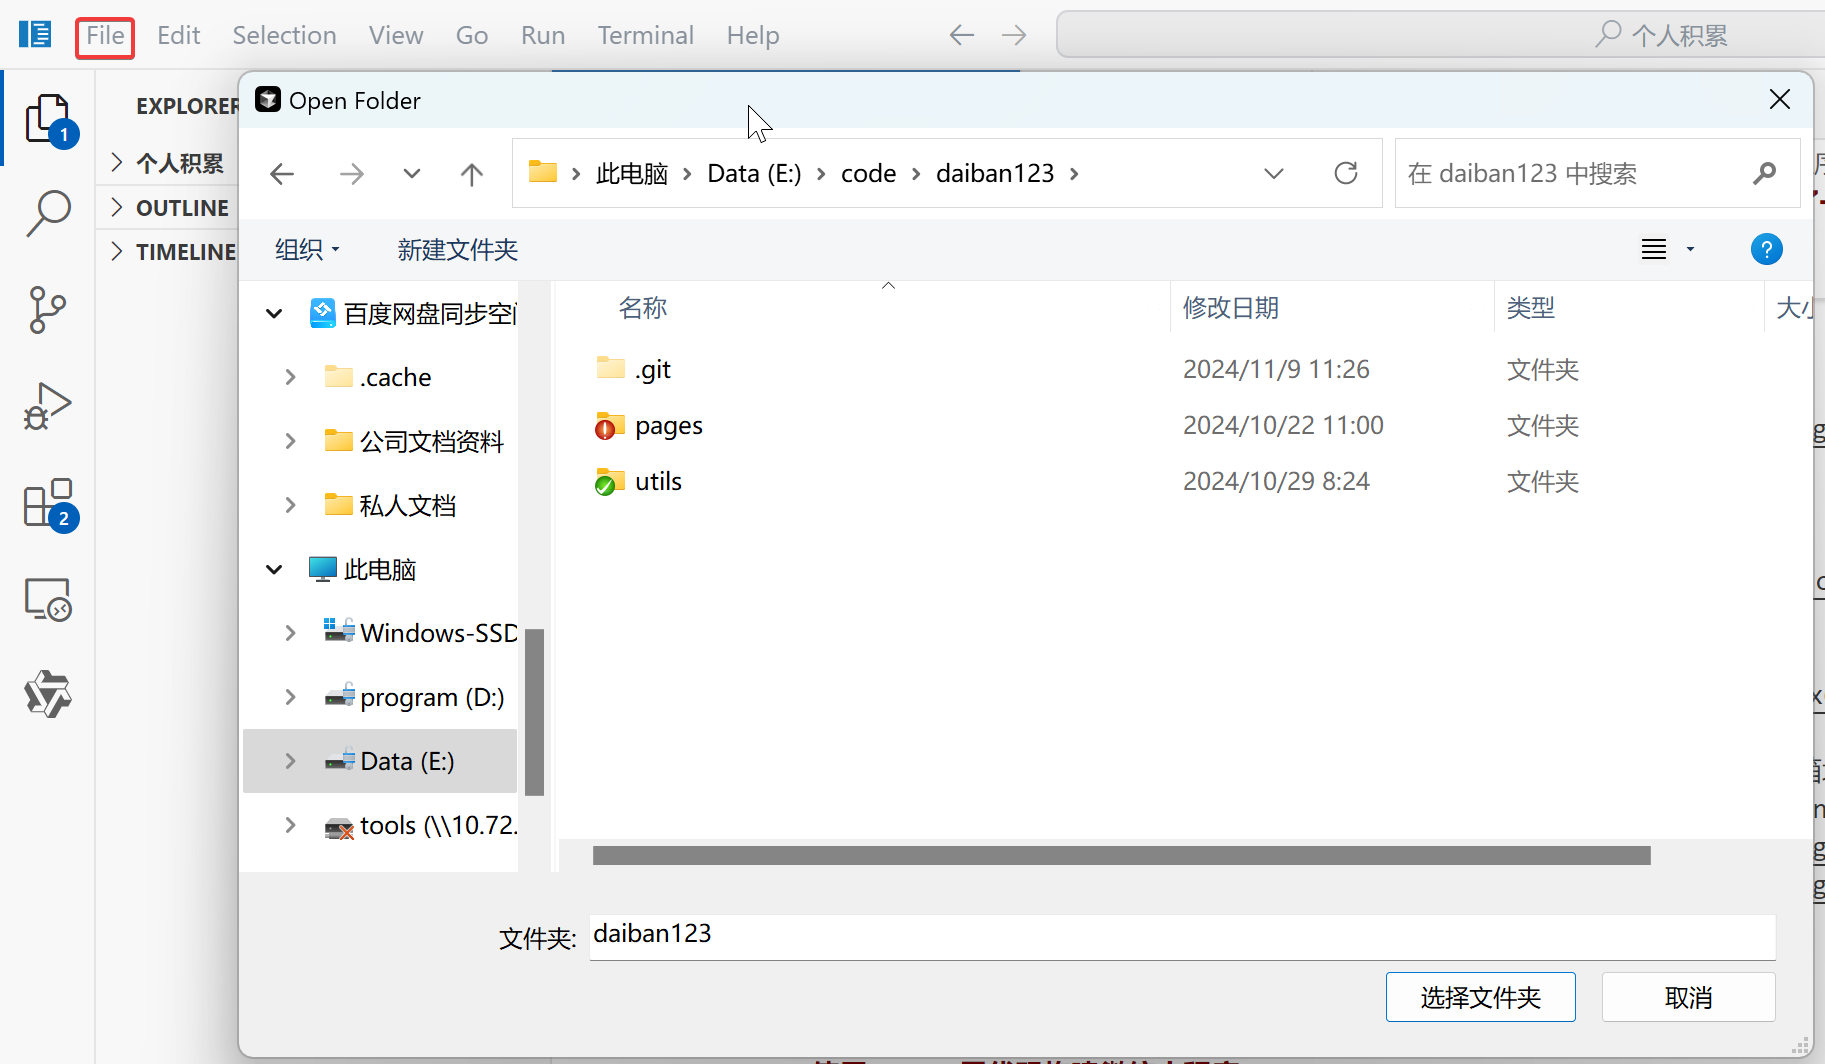 File Edit Selection View Go Run Terminal Help 个人积累
EXPLORER
1
个人积累
OUTLINE
TIMELINE
2
Open Folder
此电脑 Data (E:) code daiban123
在 daiban123 中搜索
组织 新建文件夹
?
百度网盘同步空
.cache
公司文档资料
私人文档
此电脑
Windows-SSD
program (D:)
Data (E:)
tools (\\10.72.
名称 修改日期 类型 大小
.git 2024/11/9 11:26 文件夹
pages 2024/10/22 11:00 文件夹
utils 2024/10/29 8:24 文件夹
文件夹: daiban123
选择文件夹 取消